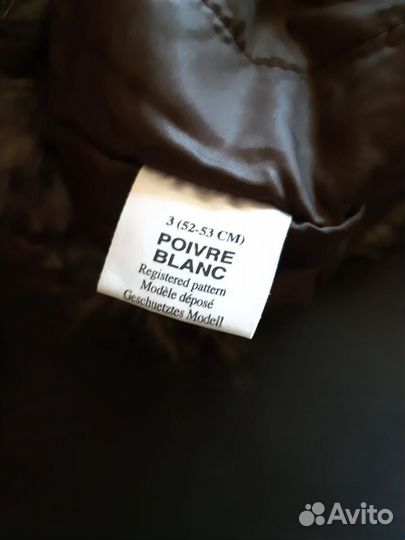 3 (52-53 CM)
POIVRE
BLANC
Registered pattern
Modèle déposé
Geschuetztes Modell
Avito